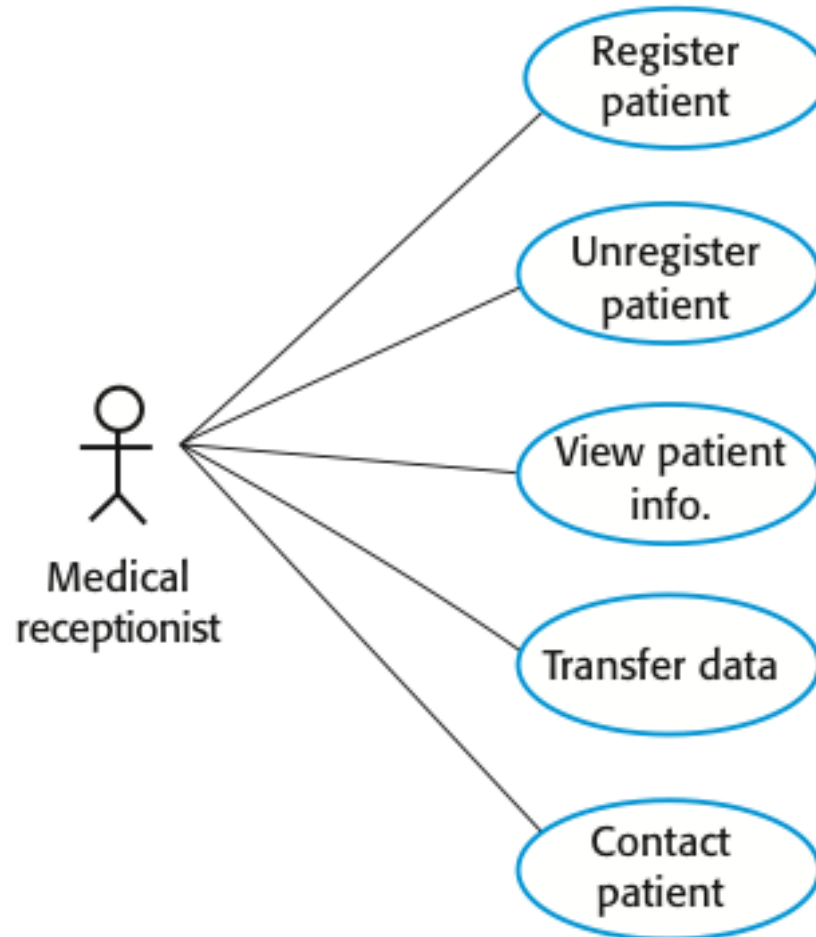 Register
patient
Unregister
patient
View patient
info.
Medical
receptionist
Transfer data
Contact
patient